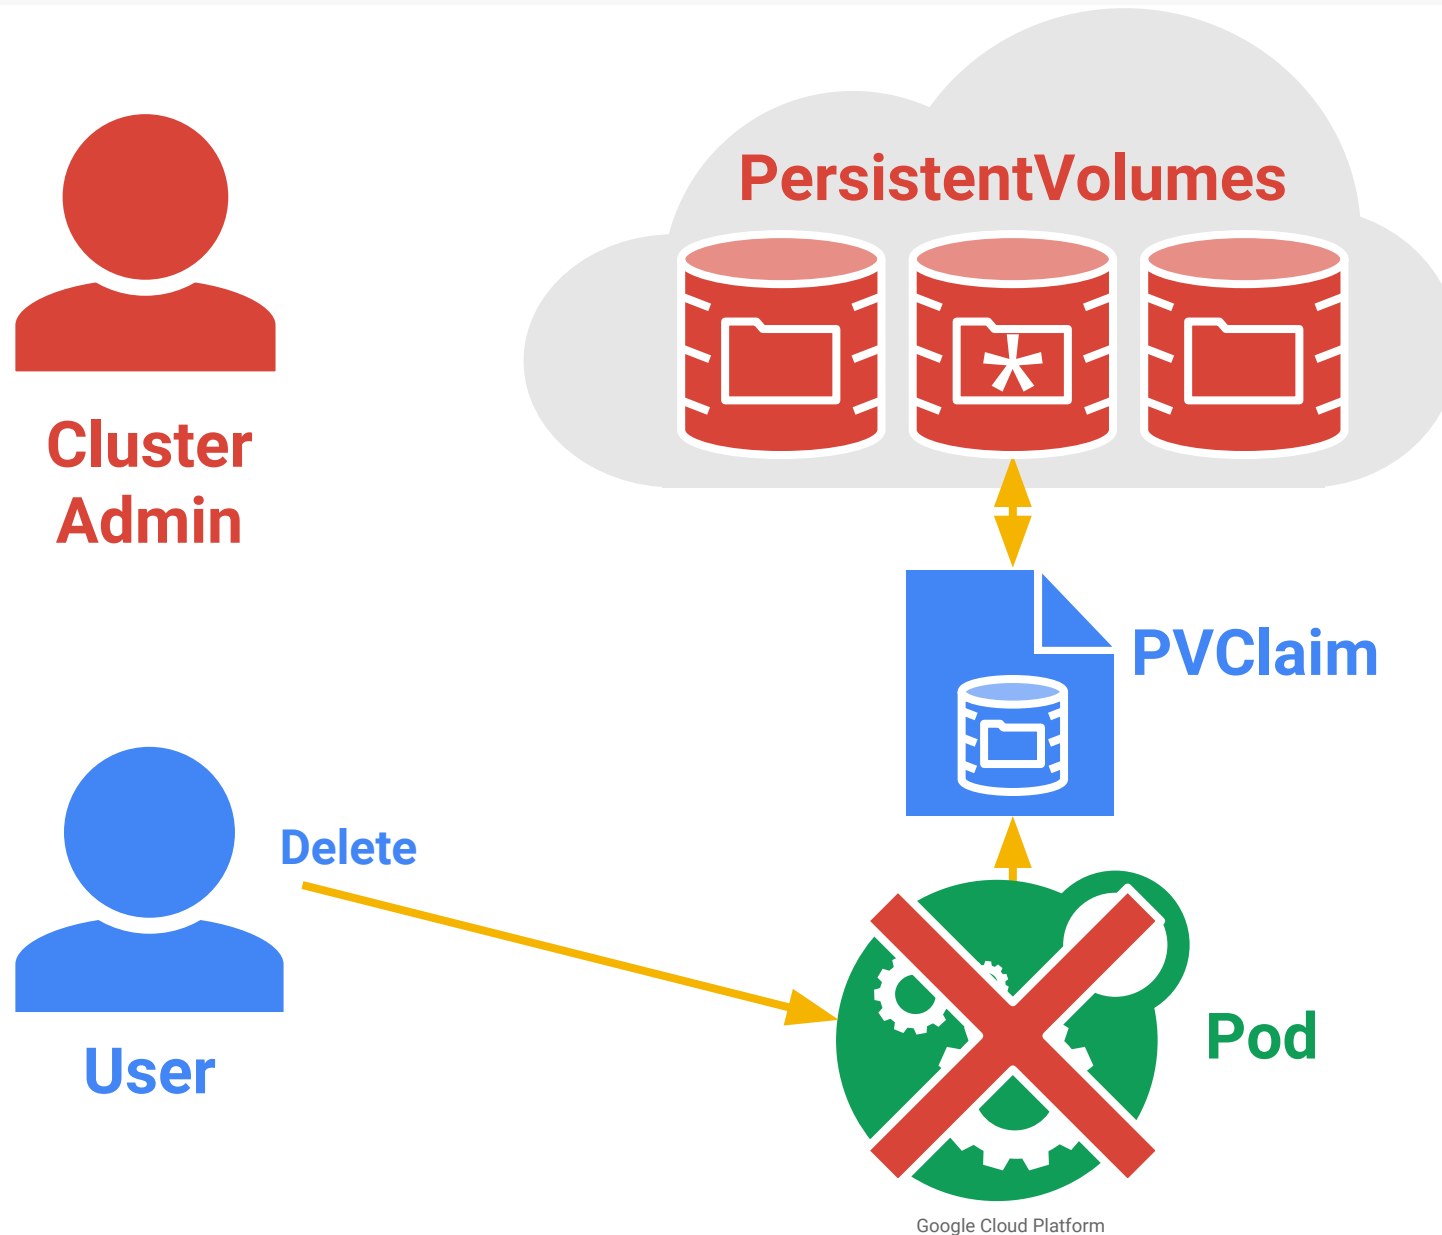 PersistentVolumes
Cluster
Admin
PVClaim
Delete
Pod
User
Google Cloud Platform